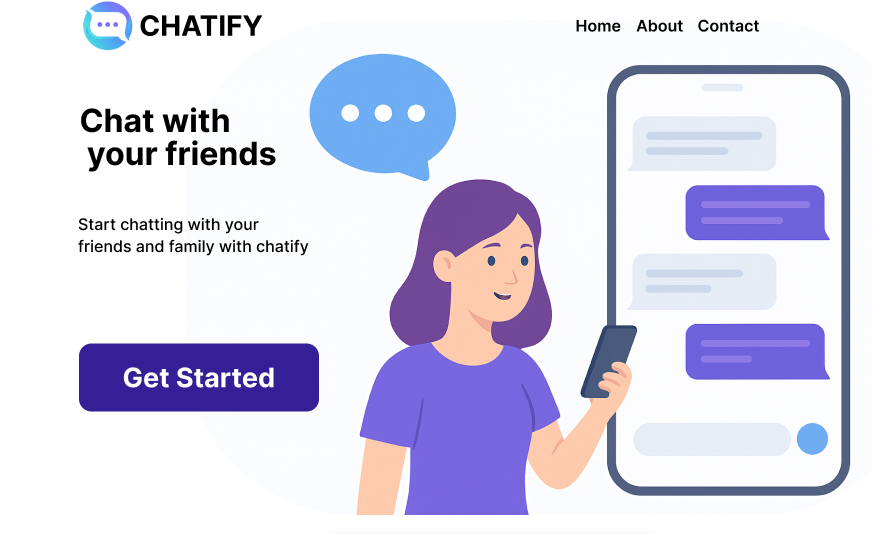 CHATIFY
Home About Contact
Chat with
your friends
Start chatting with your
friends and family with chatify
Get Started